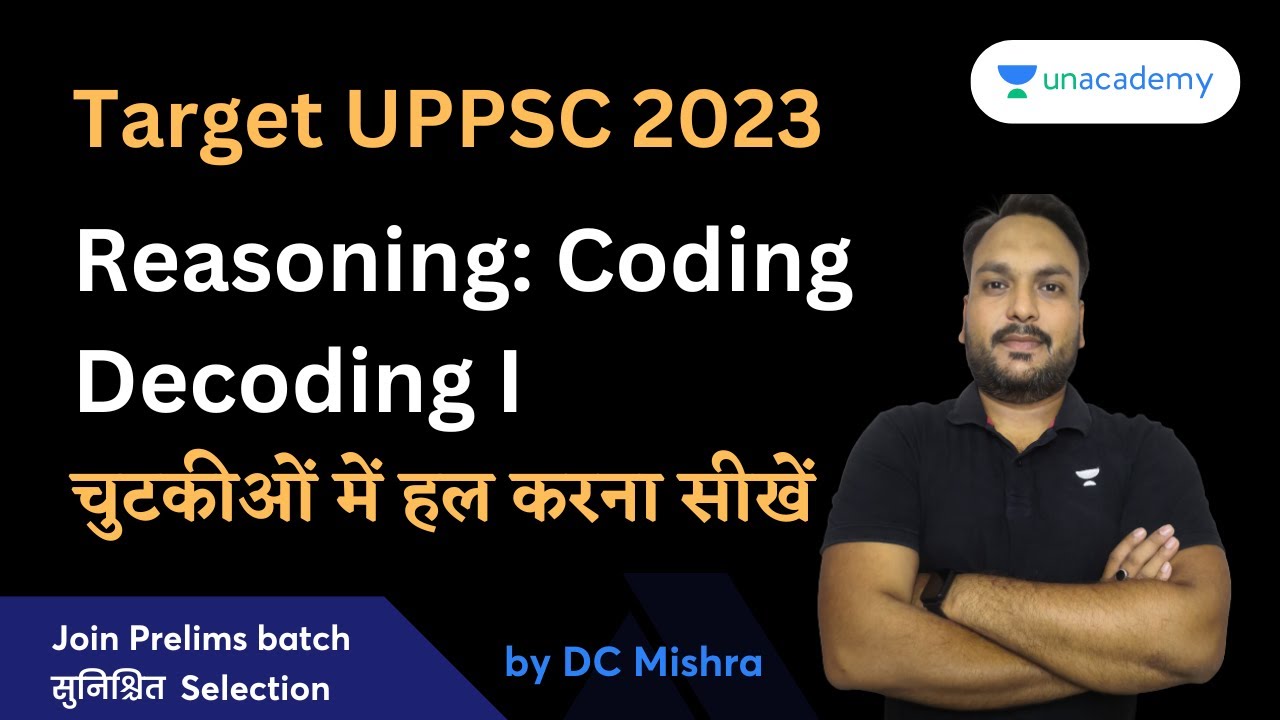 unacademy
Target UPPSC 2023
Reasoning: Coding
Decoding I
चुटकीओं में हल करना सीखें
Join Prelims batch
सुनिश्चित Selection
by DC Mishra